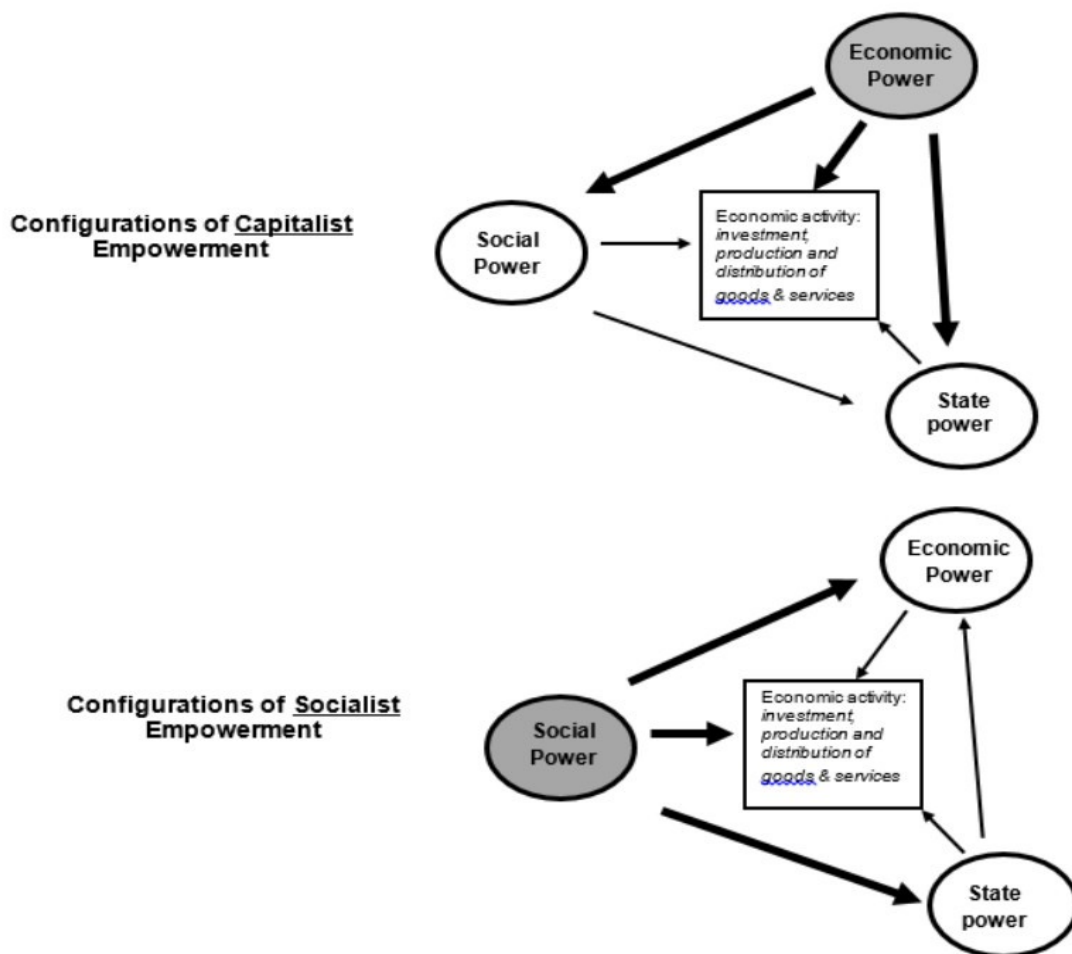 Economic
Power
Configurations of Capitalist
Empowerment
Social
Power
Economic activity:
investment,
production and
distribution of
goods & services
State
power
Economic
Power
Configurations of Socialist
Empowerment
Social
Power
Economic activity:
investment,
production and
distribution of
goods & services
State
power